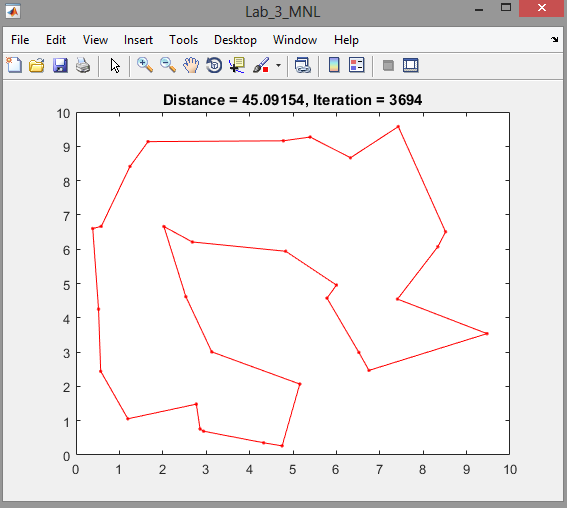 Lab_3_MNL
File Edit View Insert Tools Desktop Window Help
Distance = 45.09154, Iteration = 3694
10
9
8
7
6
5
4
3
2
1
0
0 1 2 3 4 5 6 7 8 9 10